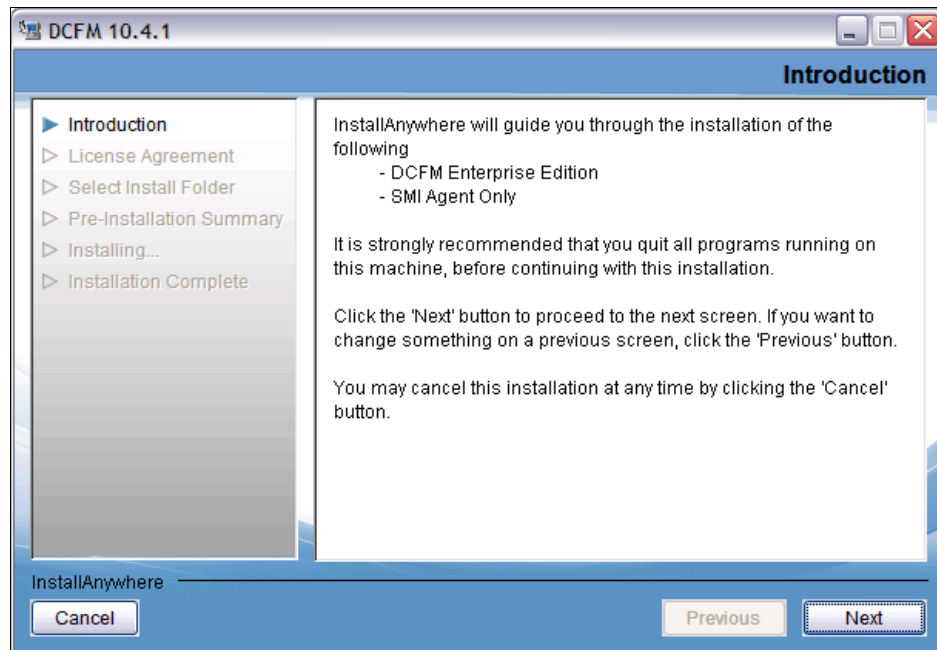 DCFM 10.4.1
Introduction
Introduction
License Agreement
Select Install Folder
Pre-Installation Summary
Installing...
Installation Complete
InstallAnywhere will guide you through the installation of the
following
- DCFM Enterprise Edition
- SMI Agent Only
It is strongly recommended that you quit all programs running on
this machine, before continuing with this installation.
Click the 'Next' button to proceed to the next screen. If you want to
change something on a previous screen, click the 'Previous' button.
You may cancel this installation at any time by clicking the 'Cancel'
button.
InstallAnywhere
Cancel
Previous
Next